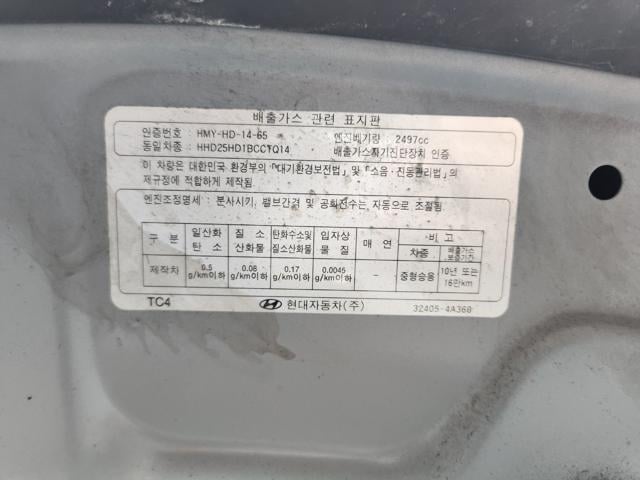 배출가스 관련 표지판
인증번호 : HMY-HD-14-65 엔진배기량 : 2497cc
동일차종 : HHD25HD1BCC1Q14 배출가스자기진단장치 인증
이 차량은 대한민국 환경부의 「대기환경보전법」 및 「소음·진동관리법」의
제규정에 적합하게 제작됨.
엔진조정명세 : 분사시기, 밸브간격 및 공회전수는 자동으로 조절됨.
구 분 일산화탄소 질소산화물 탄화수소및질소산화물 입자상물질 매 연 비 고
차종 배출가스보증기간
제작차 0.5 g/km이하 0.08 g/km이하 0.17 g/km이하 0.0045 g/km이하 - 중형승용 10년 또는 16만km
TC4 현대자동차(주) 32405-4A360